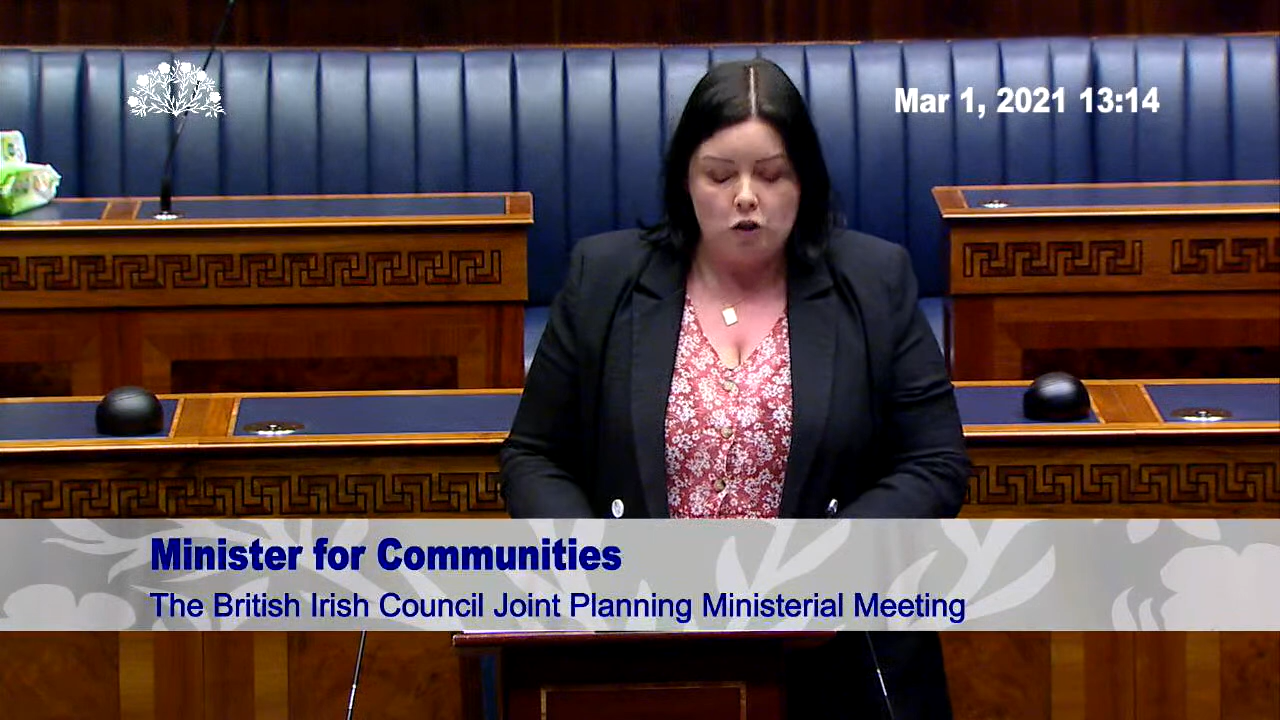 Mar 1, 2021 13:14
Minister for Communities
The British Irish Council Joint Planning Ministerial Meeting